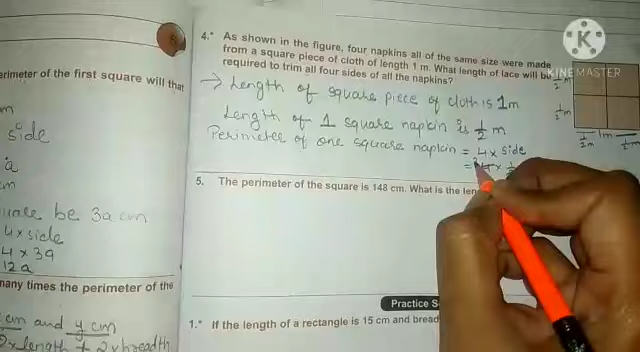 4.* As shown in the figure, four napkins all of the same size were made
from a square piece of cloth of length 1 m. What length of lace will be
required to trim all four sides of all the napkins?
→ Length of square piece of cloth is 1m
Length of 1 square napkin is 1/2 m
Perimeter of one square napkin = 4 x side
= 4 x
5. The perimeter of the square is 148 cm. What is the
Practice
1.* If the length of a rectangle is 15 cm and
erimeter of the first square will that
m
side
a
cm
be 3a cm
4 x side
4 x 3a
12a
many times the perimeter of the
cm and y cm
x length + 2 x breadth
KINEMASTER
1/2 m
1/2 m
1/2 m
1m
1/2 m